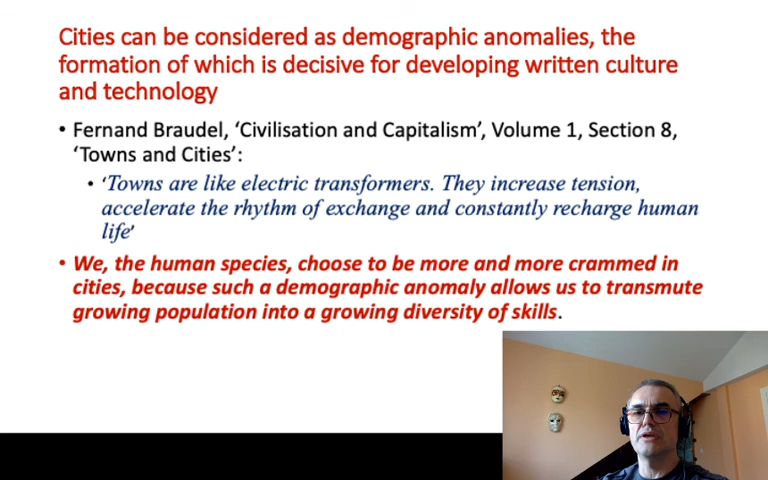 Cities can be considered as demographic anomalies, the
formation of which is decisive for developing written culture
and technology
• Fernand Braudel, ‘Civilisation and Capitalism’, Volume 1, Section 8,
‘Towns and Cities’:
• ‘Towns are like electric transformers. They increase tension,
accelerate the rhythm of exchange and constantly recharge human
life’
• We, the human species, choose to be more and more crammed in
cities, because such a demographic anomaly allows us to transmute
growing population into a growing diversity of skills.